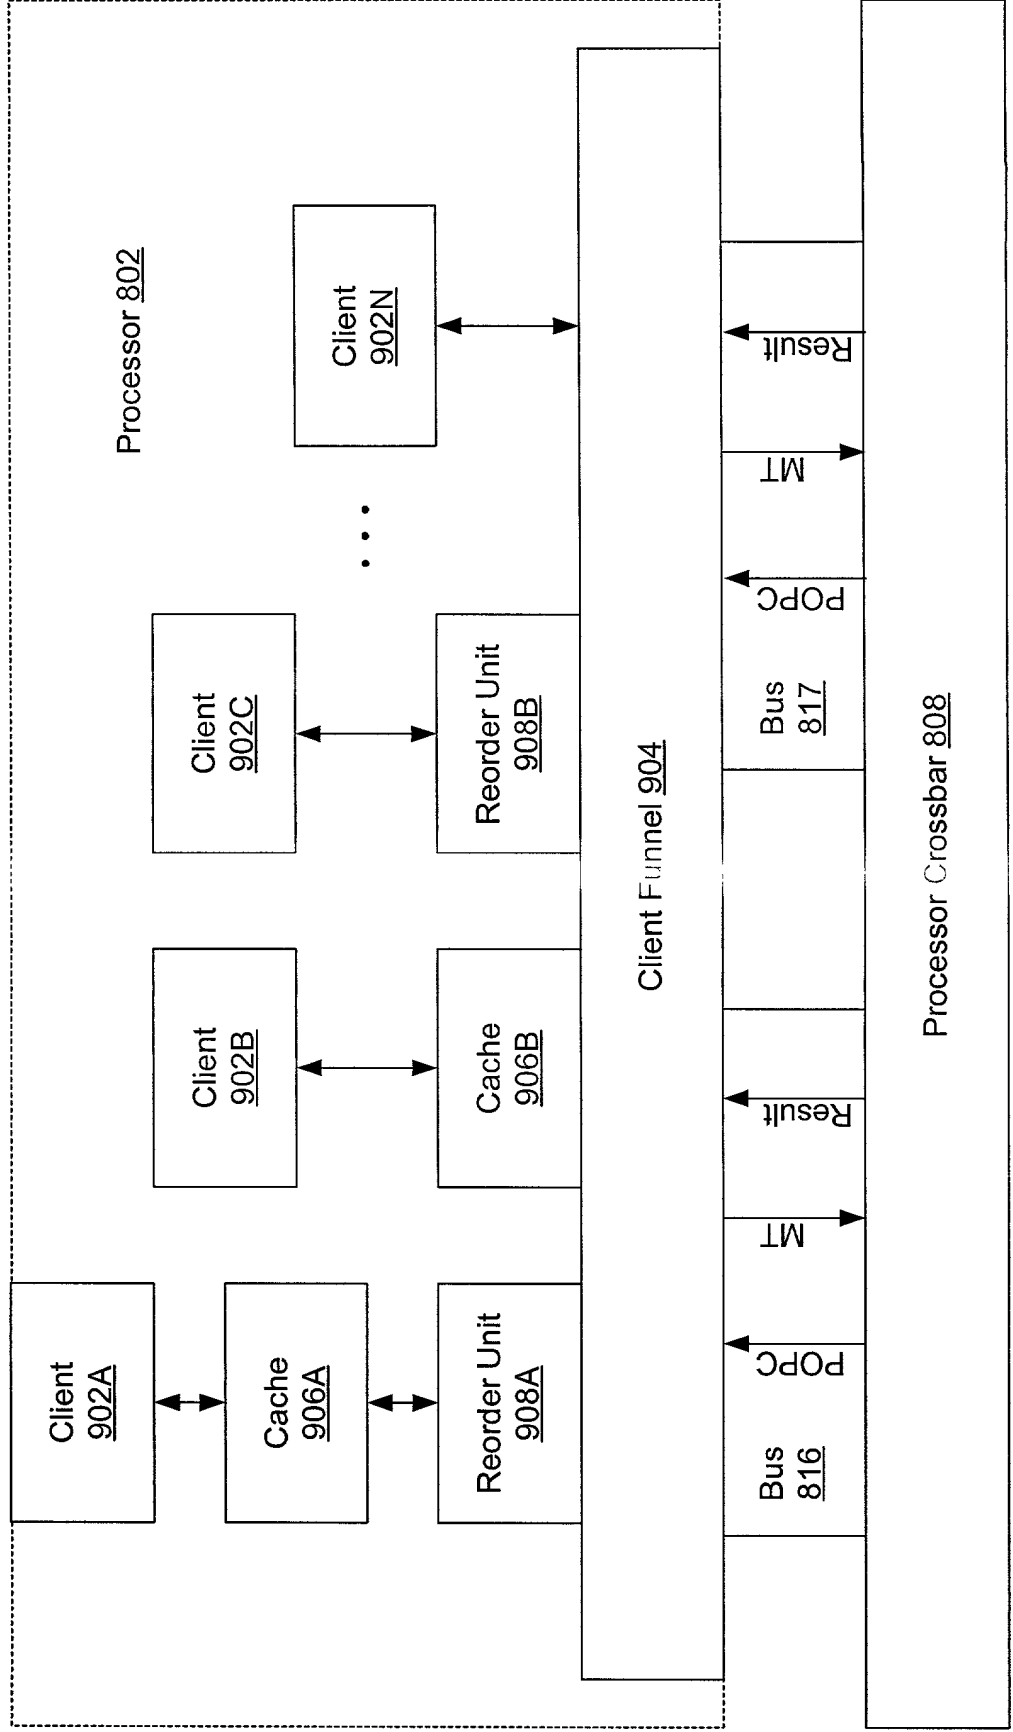 Processor 802
Client
902A
Cache
906A
Reorder Unit
908A
Client
902B
Cache
906B
Client
902C
Reorder Unit
908B
...
Client
902N
Client Funnel 904
Bus
816
POPC
MT
Result
Bus
817
POPC
MT
Result
Processor Crossbar 808